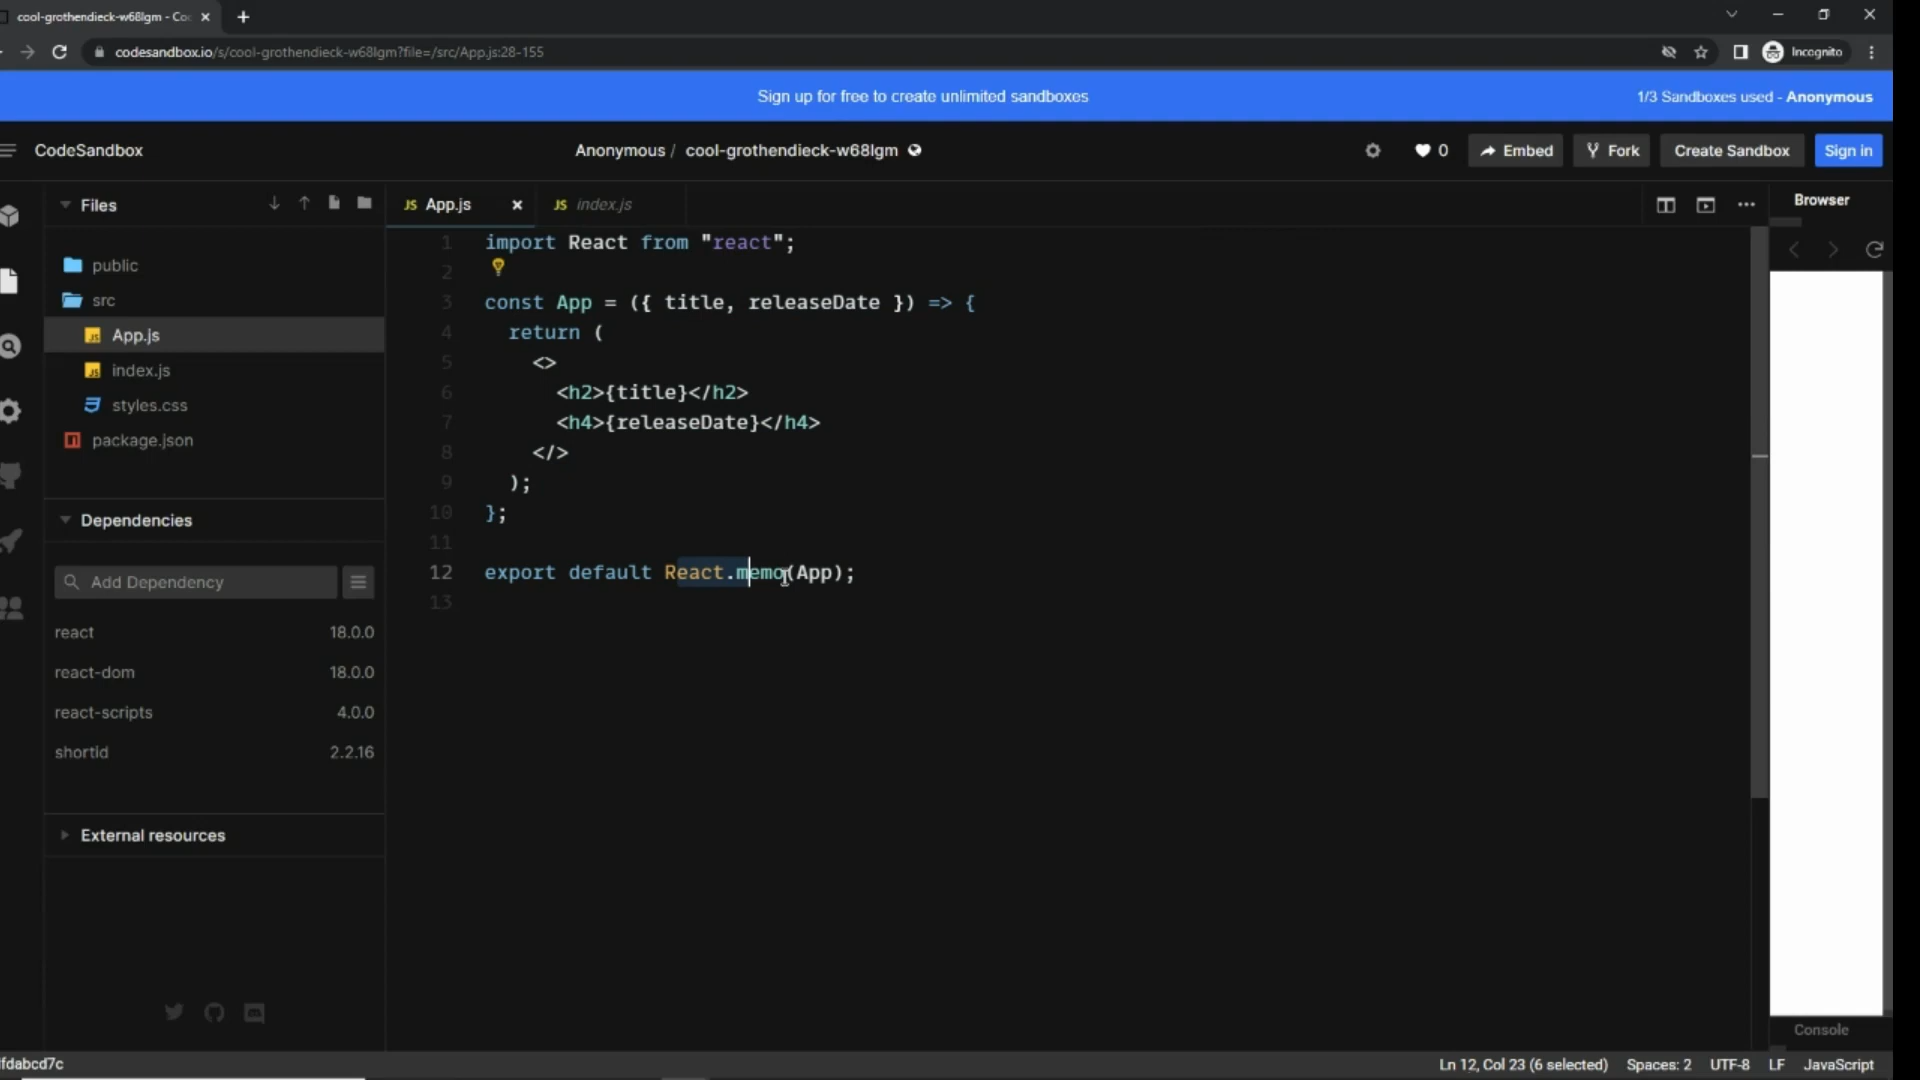 cool-grothendieck-w68lgm - Co
codesandbox.io/s/cool-grothendieck-w68lgm?file=/src/App.js:28-155
Incognito
Sign up for free to create unlimited sandboxes
1/3 Sandboxes used - Anonymous
CodeSandbox
Anonymous / cool-grothendieck-w68lgm
0
Embed
Fork
Create Sandbox
Sign in
Files
JS App.js
JS index.js
Browser
public
src
JS App.js
JS index.js
styles.css
package.json
Dependencies
Add Dependency
react 18.0.0
react-dom 18.0.0
react-scripts 4.0.0
shortid 2.2.16
External resources
1 import React from "react";
2
3 const App = ({ title, releaseDate }) => {
4 return (
5 <>
6 <h2>{title}</h2>
7 <h4>{releaseDate}</h4>
8 </>
9 );
10 };
11
12 export default React.memo(App);
13
Console
fdabcd7c
Ln 12, Col 23 (6 selected) Spaces: 2 UTF-8 LF JavaScript